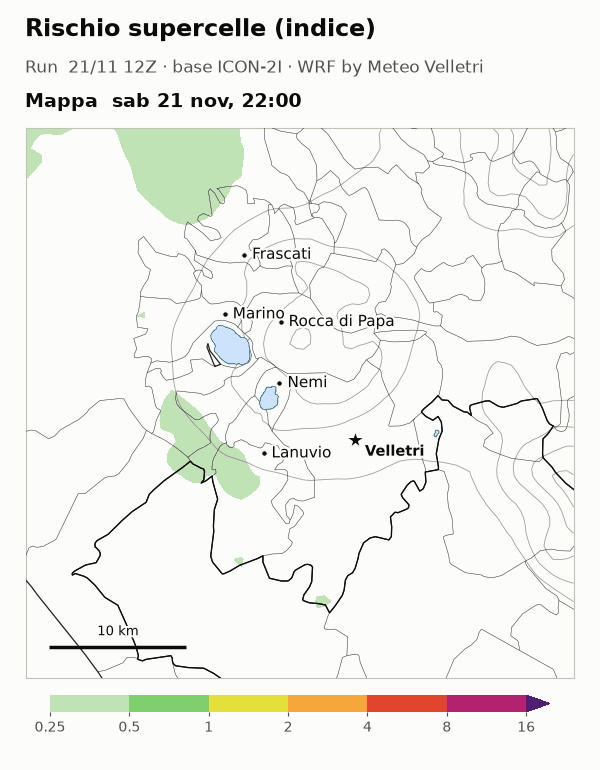 Rischio supercelle (indice)
Run  21/11 12Z · base ICON-2I · WRF by Meteo Velletri
Mappa  sab 21 nov, 22:00
Frascati
Marino
Rocca di Papa
Nemi
Velletri
Lanuvio
10 km
0.25 0.5 1 2 4 8 16